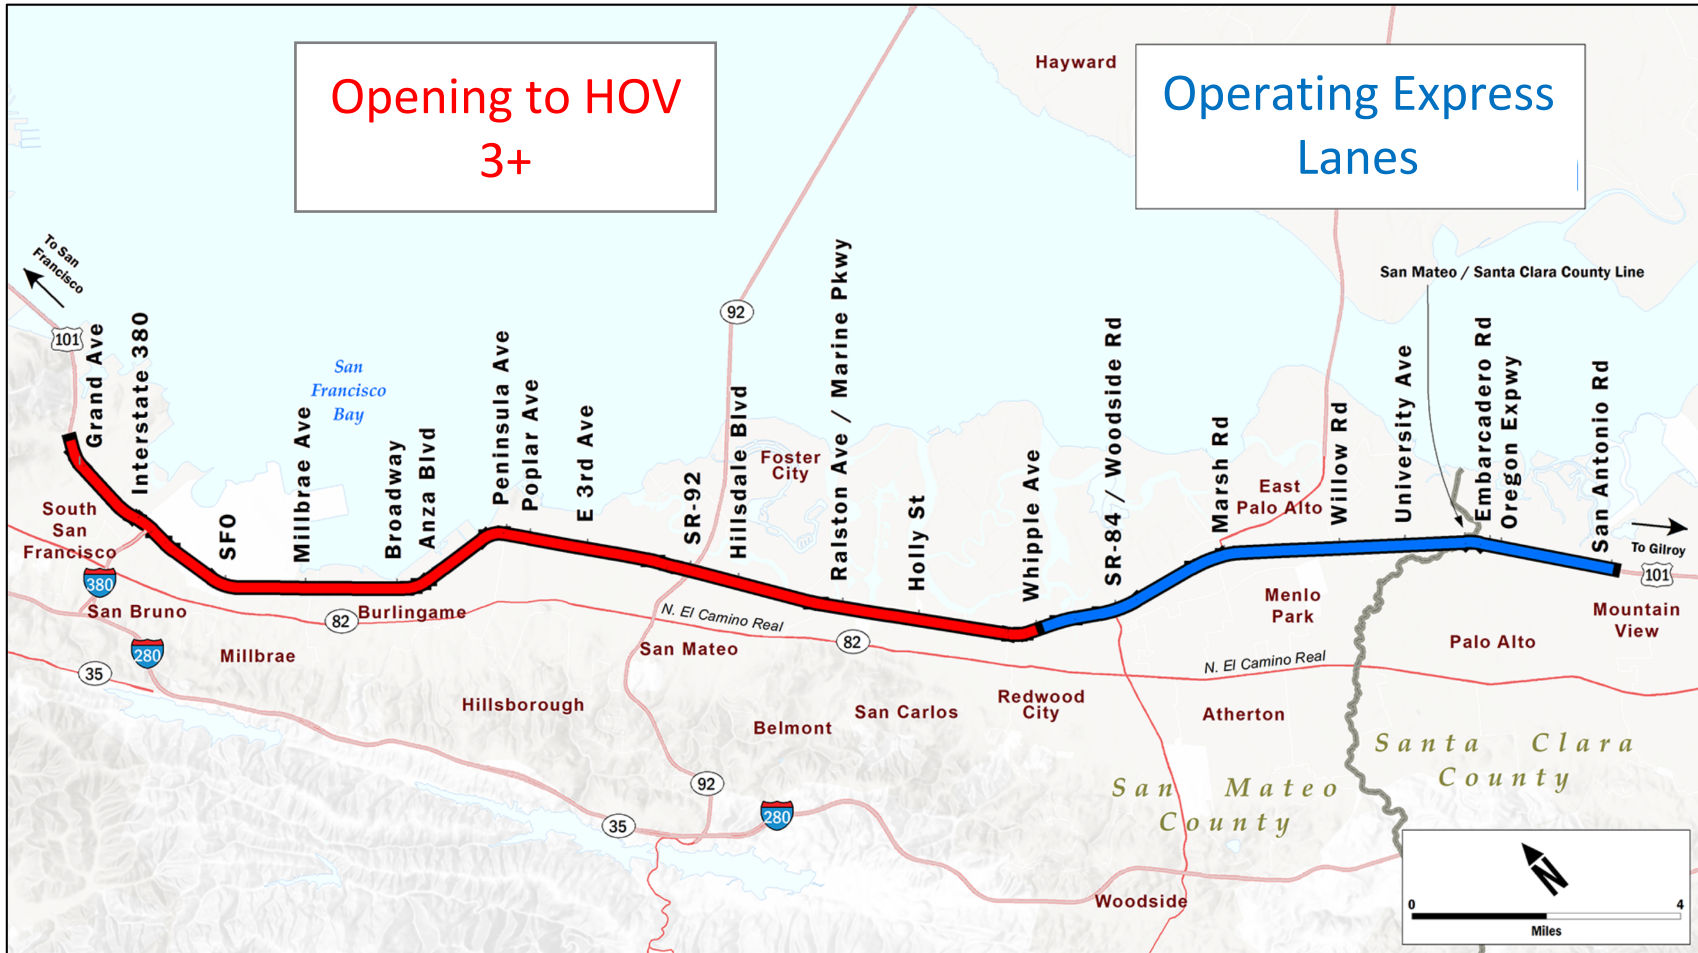 Opening to HOV
3+
Operating Express
Lanes
Hayward
To San
Francisco
101
San Mateo / Santa Clara County Line
92
San
Francisco
Bay
Grand Ave
Interstate 380
SFO
Millbrae Ave
Broadway
Anza Blvd
Peninsula Ave
Poplar Ave
E 3rd Ave
SR-92
Hillsdale Blvd
Ralston Ave / Marine Pkwy
Holly St
Whipple Ave
SR-84 / Woodside Rd
Marsh Rd
Willow Rd
University Ave
Embarcadero Rd
Oregon Expwy
San Antonio Rd
Foster
City
East
Palo Alto
South
San
Francisco
To Gilroy
101
380
San Bruno
82
Burlingame
N. El Camino Real
82
Menlo
Park
Mountain
View
280
Millbrae
San Mateo
Palo Alto
35
N. El Camino Real
Hillsborough
Belmont
San Carlos
Redwood
City
Atherton
Santa Clara
County
92
San Mateo
County
280
35
Woodside
N
0
4
Miles